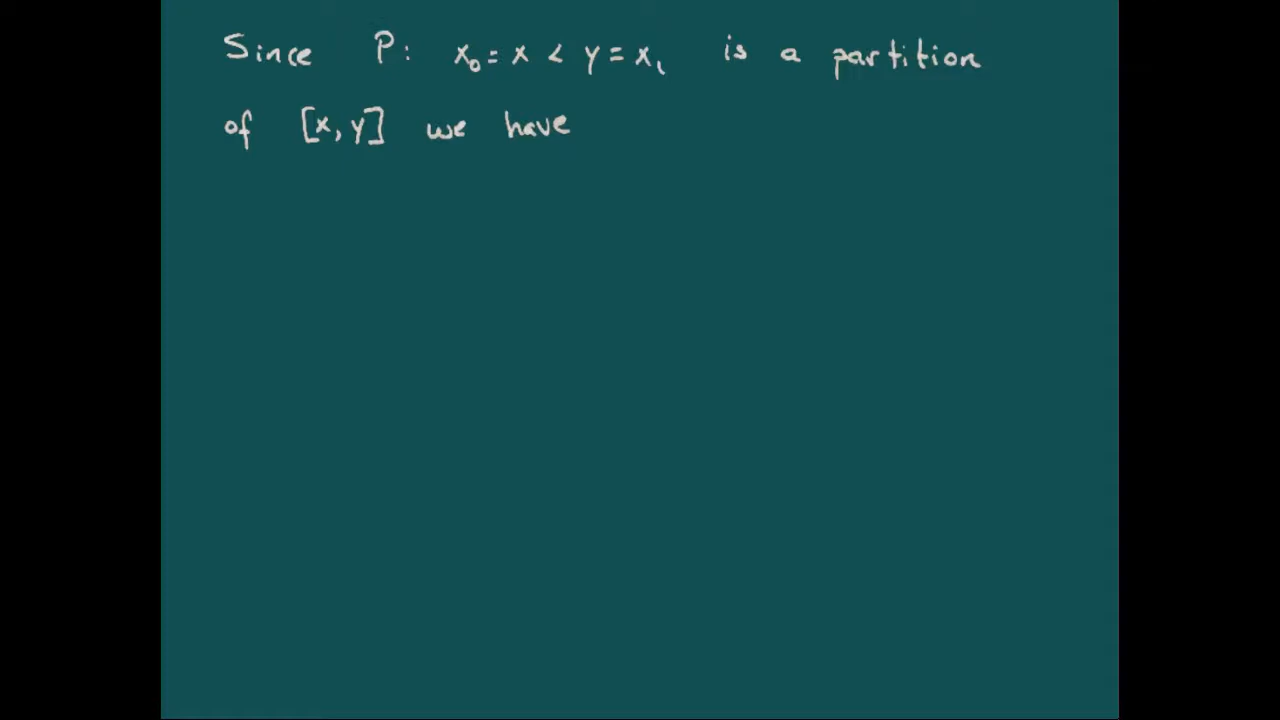 Since P: x₀ = x < y = x₁ is a partition
of [x, y] we have